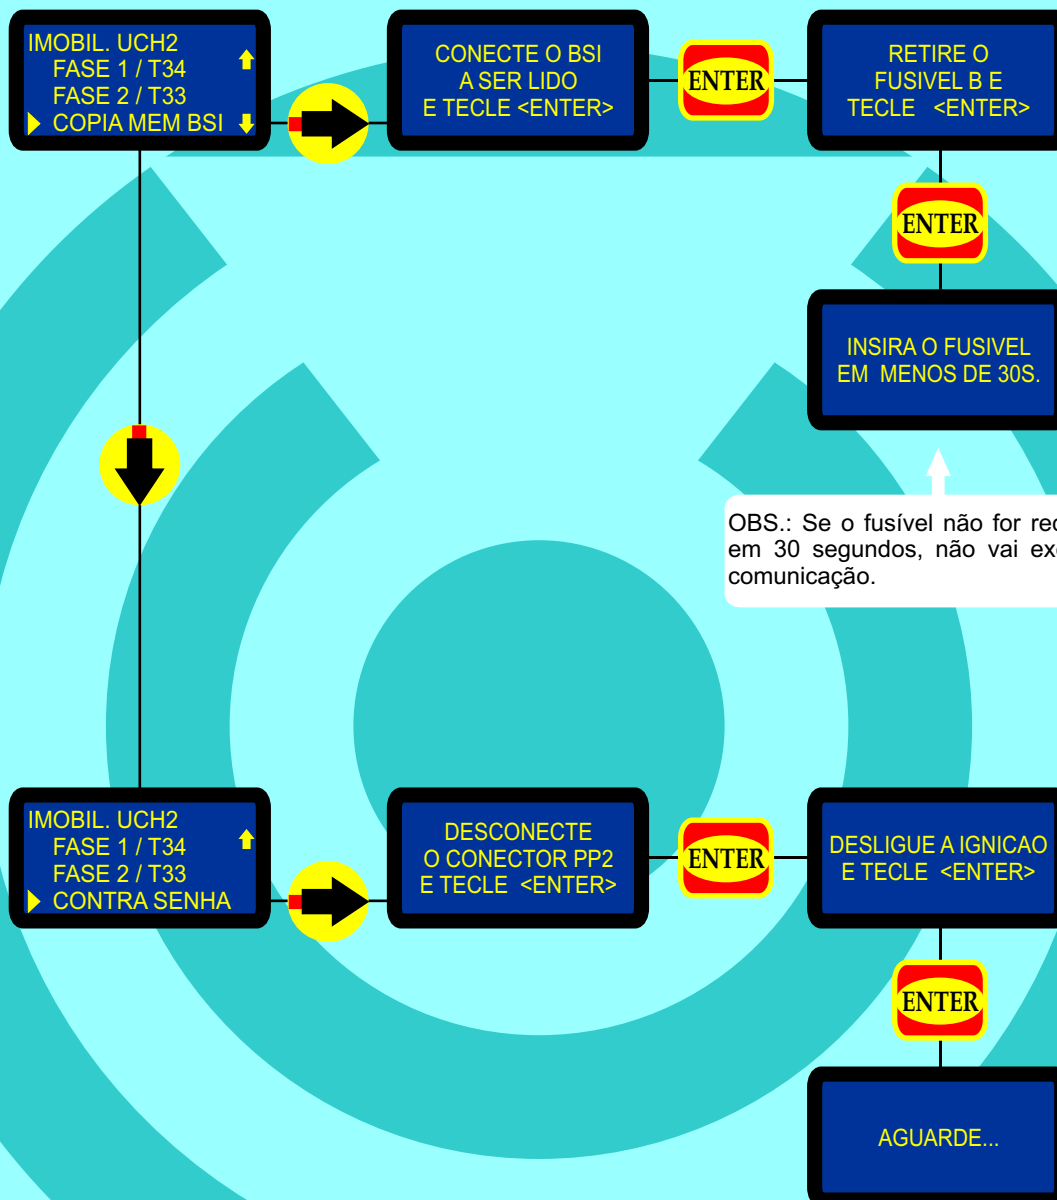 IMOBIL. UCH2
FASE 1 / T34
FASE 2 / T33
COPIA MEM BSI
CONECTE O BSI
A SER LIDO
E TECLE <ENTER>
ENTER
RETIRE O
FUSIVEL B E
TECLE <ENTER>
ENTER
INSIRA O FUSIVEL
EM MENOS DE 30S.
OBS.: Se o fusível não for
em 30 segundos, não vai
comunicação.
IMOBIL. UCH2
FASE 1 / T34
FASE 2 / T33
CONTRA SENHA
DESCONECTE
O CONECTOR PP2
E TECLE <ENTER>
ENTER
DESLIGUE A IGNICAO
E TECLE <ENTER>
ENTER
AGUARDE...